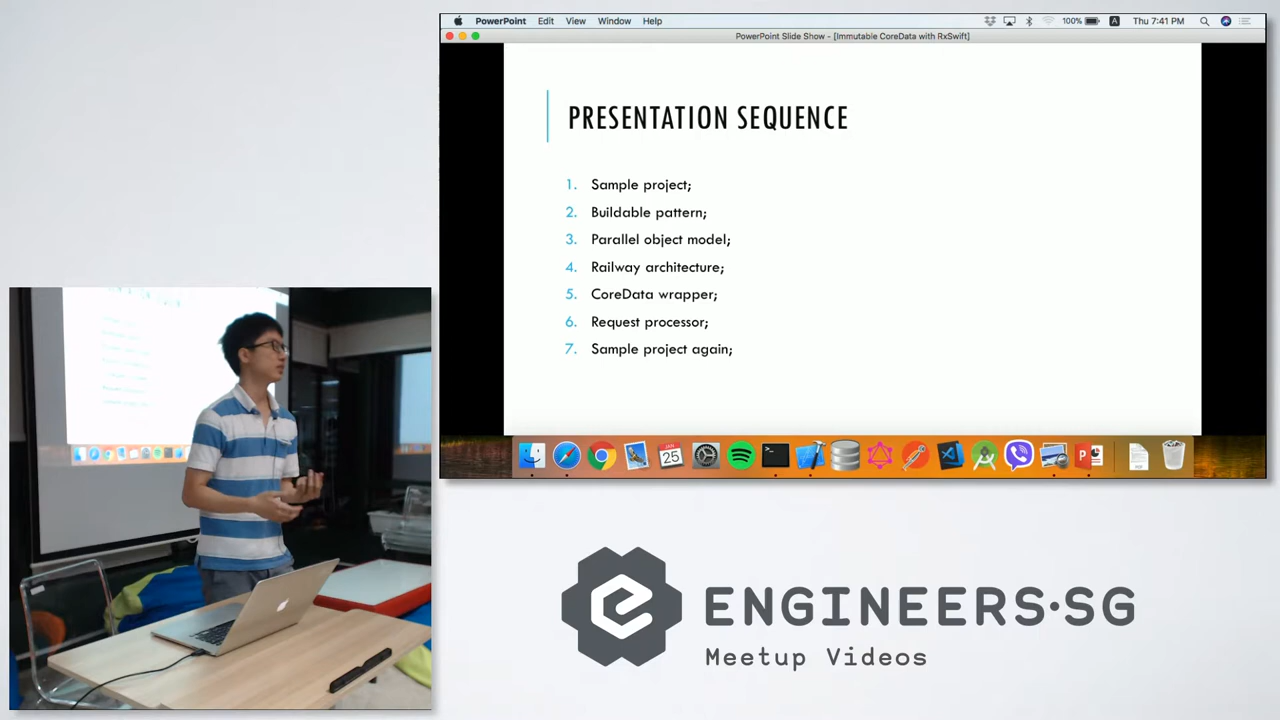 PowerPoint Edit View Window Help 100% A Thu 7:41 PM
PowerPoint Slide Show - [Immutable CoreData with RxSwift]
PRESENTATION SEQUENCE
1. Sample project;
2. Buildable pattern;
3. Parallel object model;
4. Railway architecture;
5. CoreData wrapper;
6. Request processor;
7. Sample project again;
JAN
25
ENGINEERS·SG
Meetup Videos